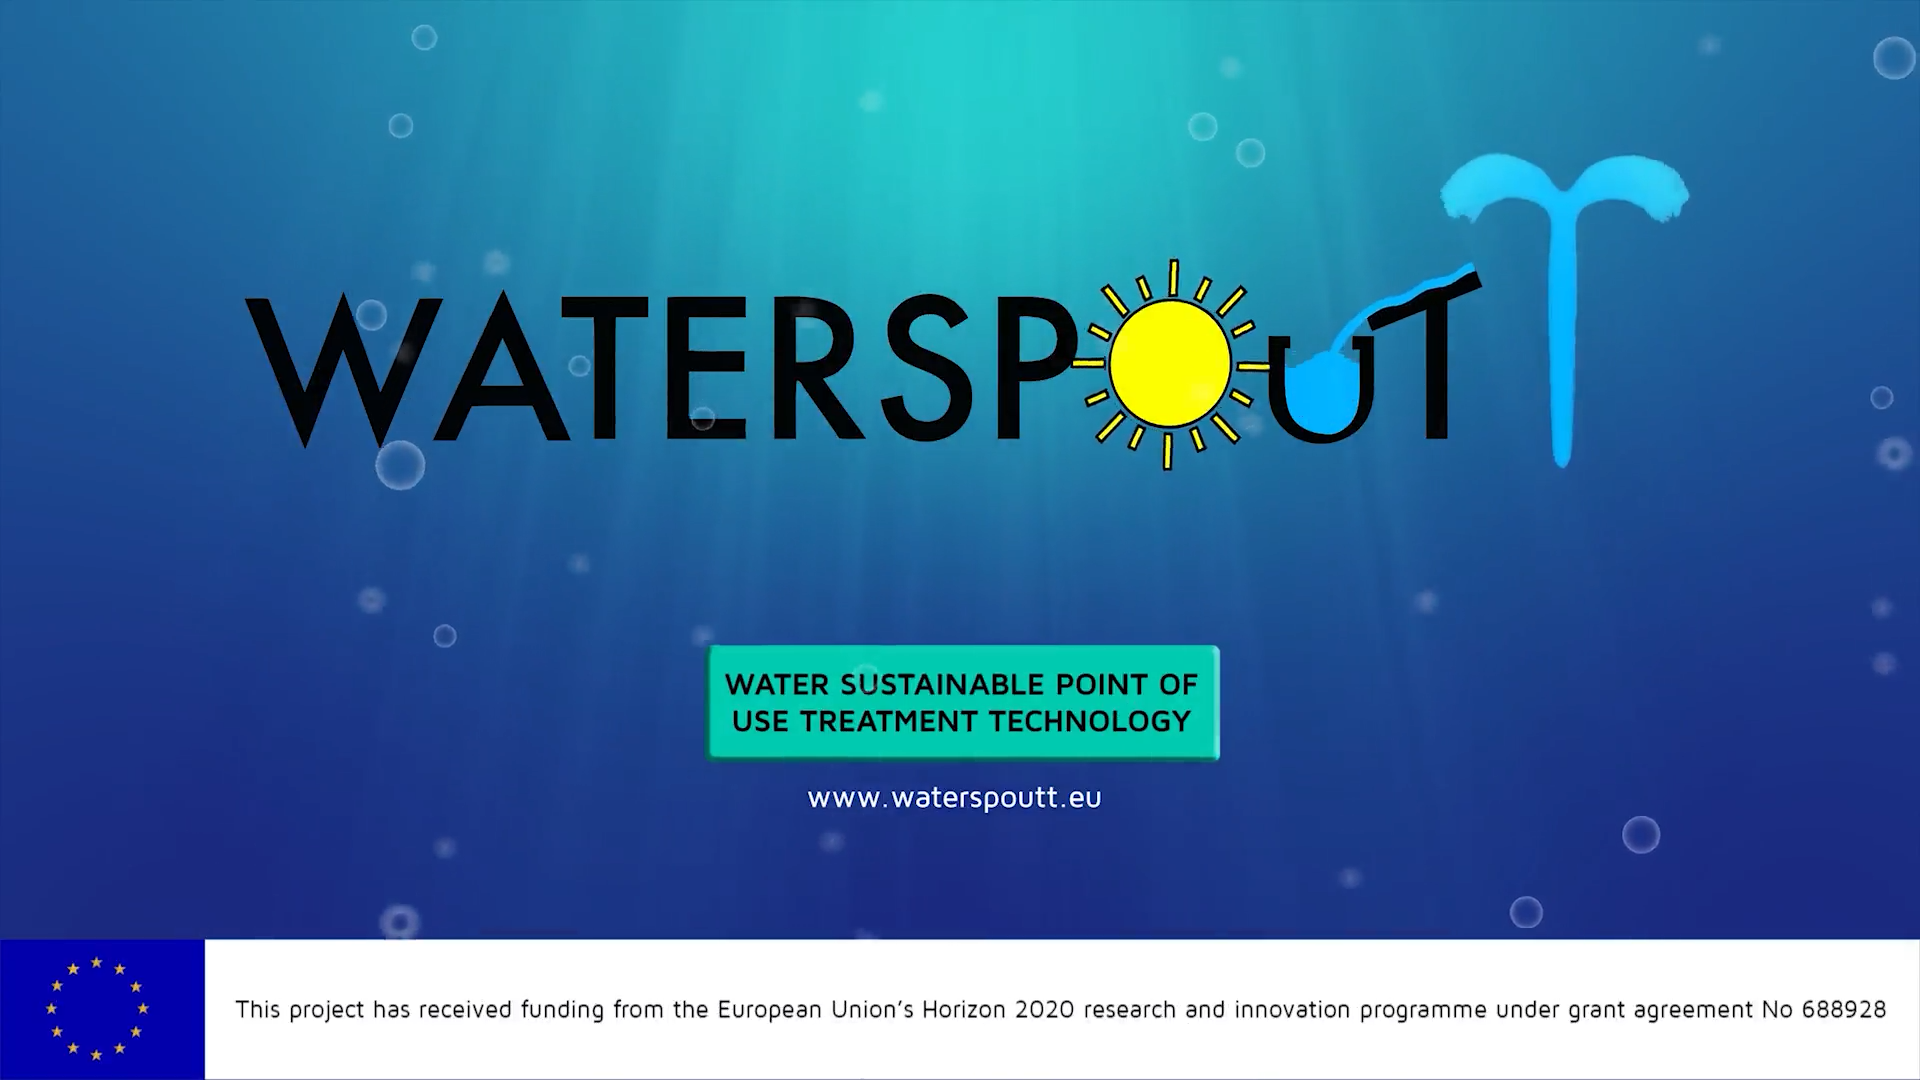 WATERSPOUTT
WATER SUSTAINABLE POINT OF
USE TREATMENT TECHNOLOGY
www.waterspoutt.eu
This project has received funding from the European Union’s Horizon 2020 research and innovation programme under grant agreement No 688928